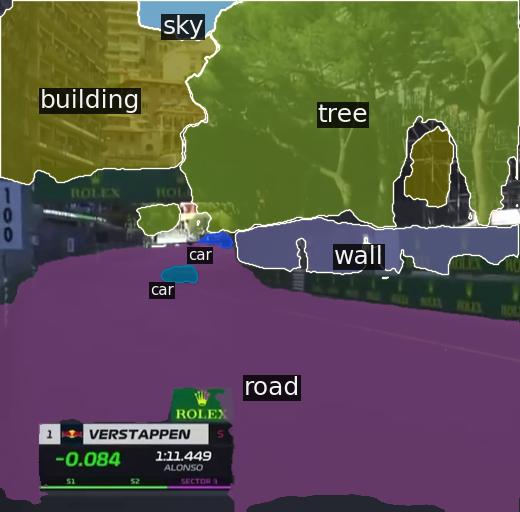 sky
building
tree
ROLEX
ROLEX
100
wall
car
car
road
ROLEX
1 VERSTAPPEN S
-0.084 1:11.449
ALONSO
S1 S2 SECTOR 3